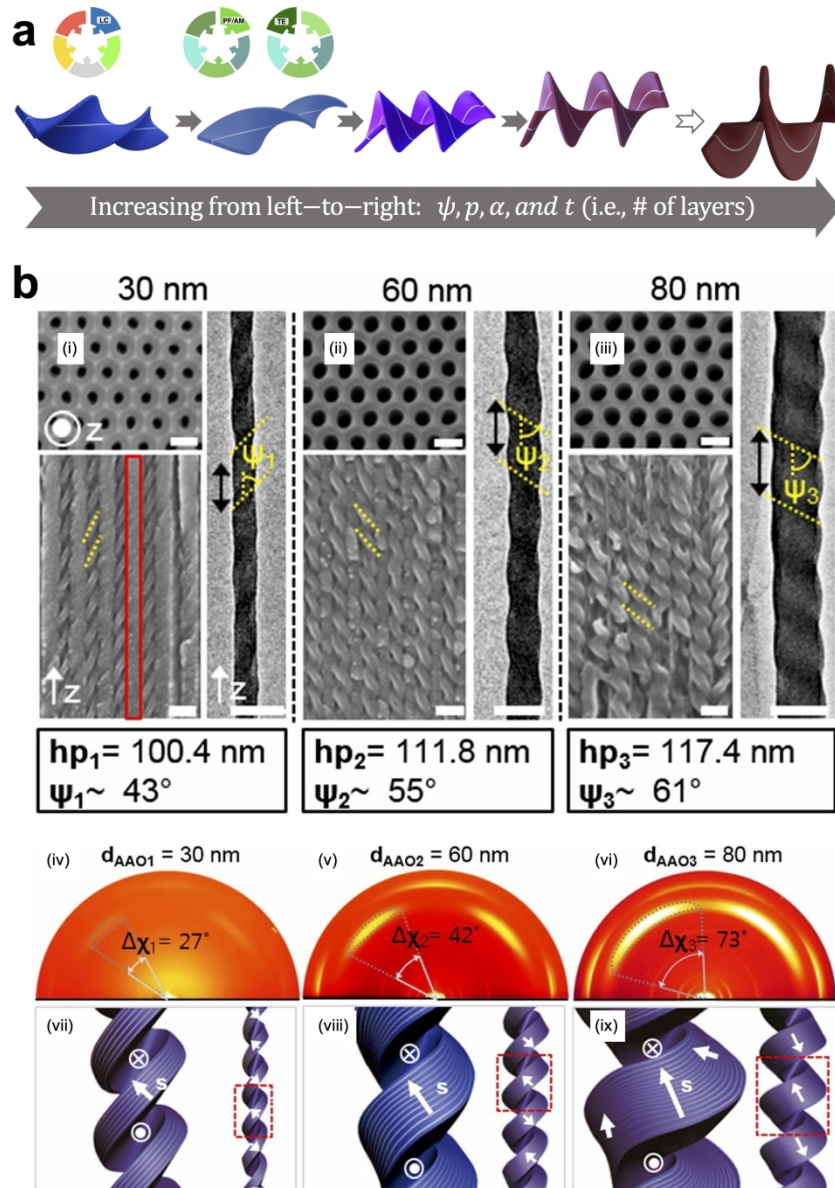 a
LC
PF/AM
TE
Increasing from left–to–right: ψ, p, α, and t (i.e., # of layers)
b
30 nm
60 nm
80 nm
(i)
(ii)
(iii)
z
ψ1
ψ2
ψ3
z
z
hp1= 100.4 nm
ψ1~ 43°
hp2= 111.8 nm
ψ2~ 55°
hp3= 117.4 nm
ψ3~ 61°
(iv)
dAAO1 = 30 nm
(v)
dAAO2 = 60 nm
(vi)
dAAO3 = 80 nm
Δχ1= 27°
Δχ2= 42°
Δχ3= 73°
(vii)
(viii)
(ix)
s
s
s